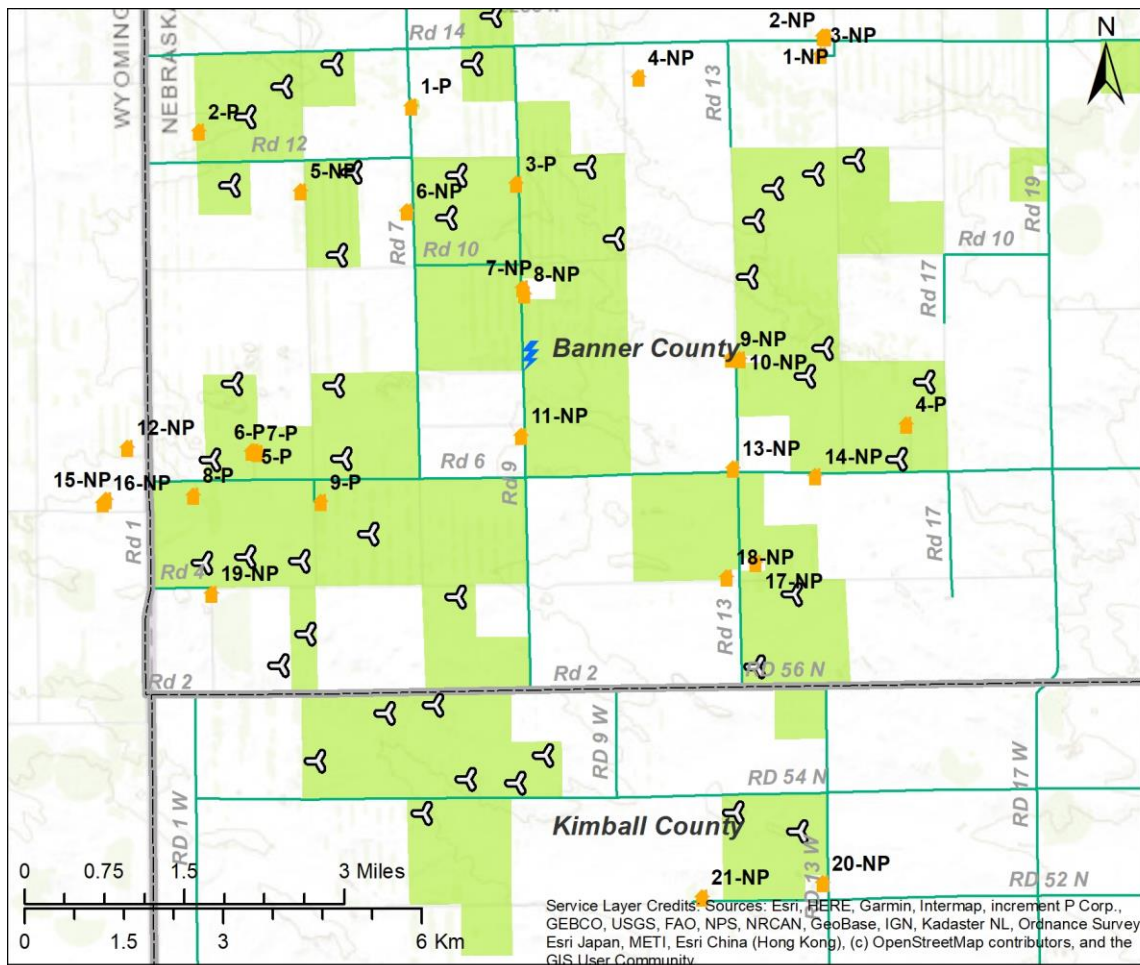 Rd 14
2-NP
3-NP
N
4-NP
1-NP
WYOMING
NEBRASKA
Rd 13
1-P
2-P
Rd 12
5-NP
3-P
6-NP
Rd 19
Rd 7
Rd 10
Rd 10
7-NP
8-NP
Rd 17
Banner County
9-NP
10-NP
4-P
12-NP
6-P
7-P
5-P
11-NP
Rd 6
13-NP
14-NP
15-NP
16-NP
8-P
9-P
Rd 9
Rd 1
Rd 17
Rd 4
19-NP
18-NP
17-NP
Rd 13
Rd 2
Rd 2
RD 56 N
RD 9 W
RD 54 N
RD 17 W
RD 1 W
Kimball County
0 0.75 1.5 3 Miles
0 1.5 3 6 Km
20-NP
21-NP
RD 13 W
RD 52 N
Service Layer Credits: Sources: Esri, HERE, Garmin, Intermap, increment P Corp.,
GEBCO, USGS, FAO, NPS, NRCAN, GeoBase, IGN, Kadaster NL, Ordnance Survey,
Esri Japan, METI, Esri China (Hong Kong), (c) OpenStreetMap contributors, and the
GIS User Community